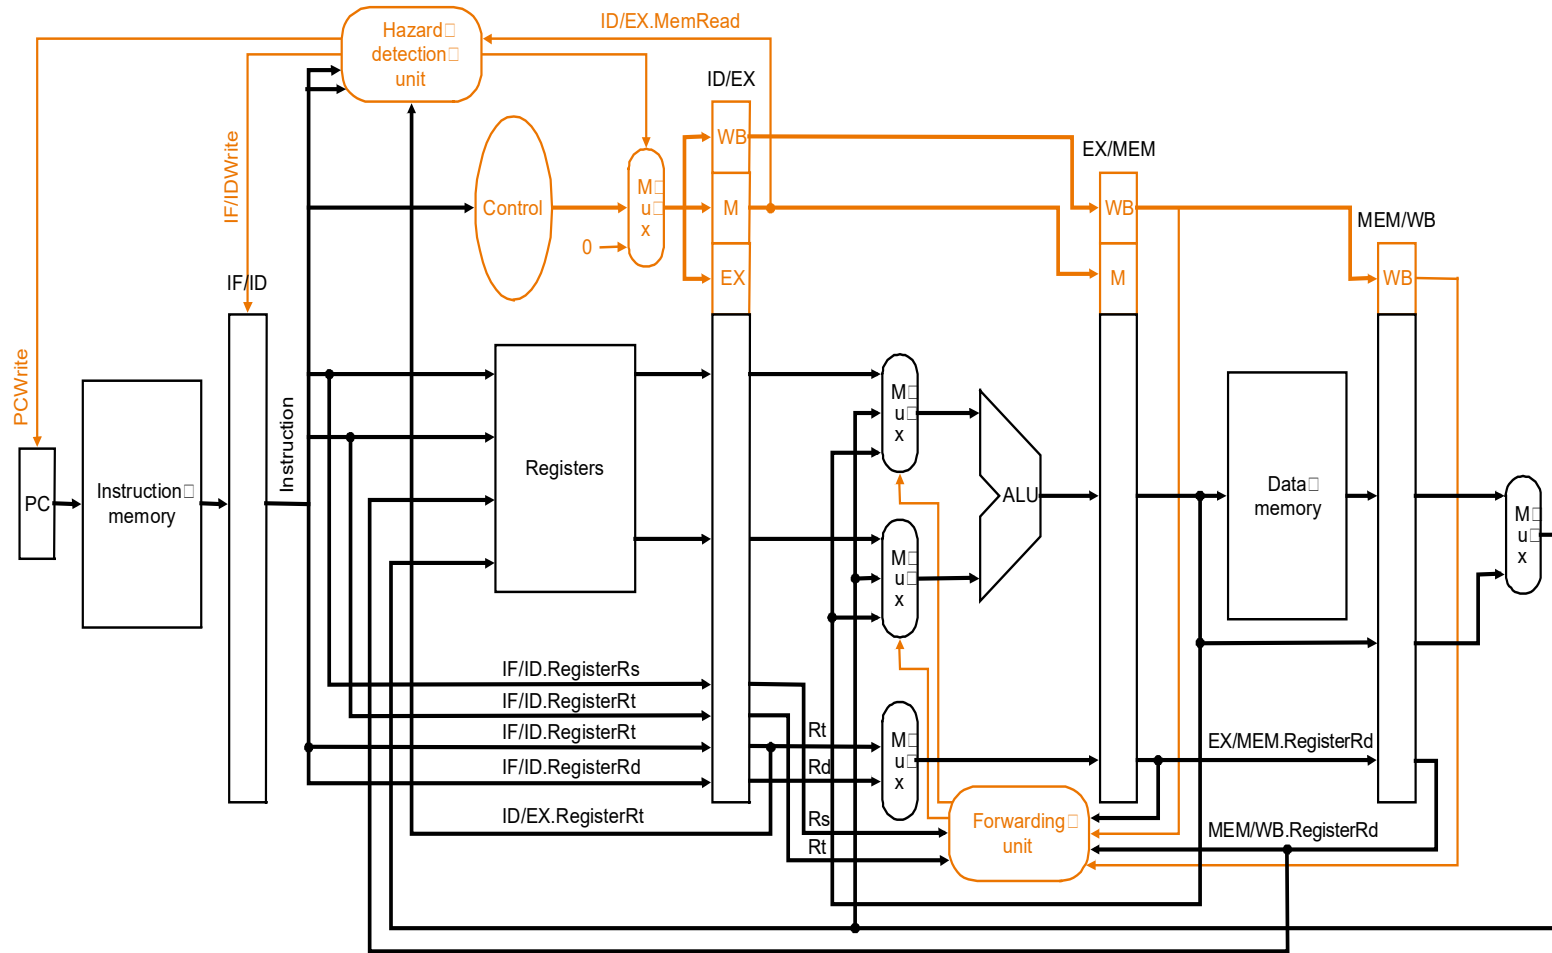 Hazard
detection
unit
ID/EX.MemRead
ID/EX
WB
EX/MEM
IF/IDWrite
M
u
x
Control
M
WB
MEM/WB
0
EX
M
WB
IF/ID
PCWrite
Instruction
M
u
x
PC
Instruction
memory
Registers
ALU
Data
memory
M
u
x
M
u
x
IF/ID.RegisterRs
IF/ID.RegisterRt
IF/ID.RegisterRt
IF/ID.RegisterRd
Rt
Rd
M
u
x
EX/MEM.RegisterRd
ID/EX.RegisterRt
Rs
Rt
Forwarding
unit
MEM/WB.RegisterRd